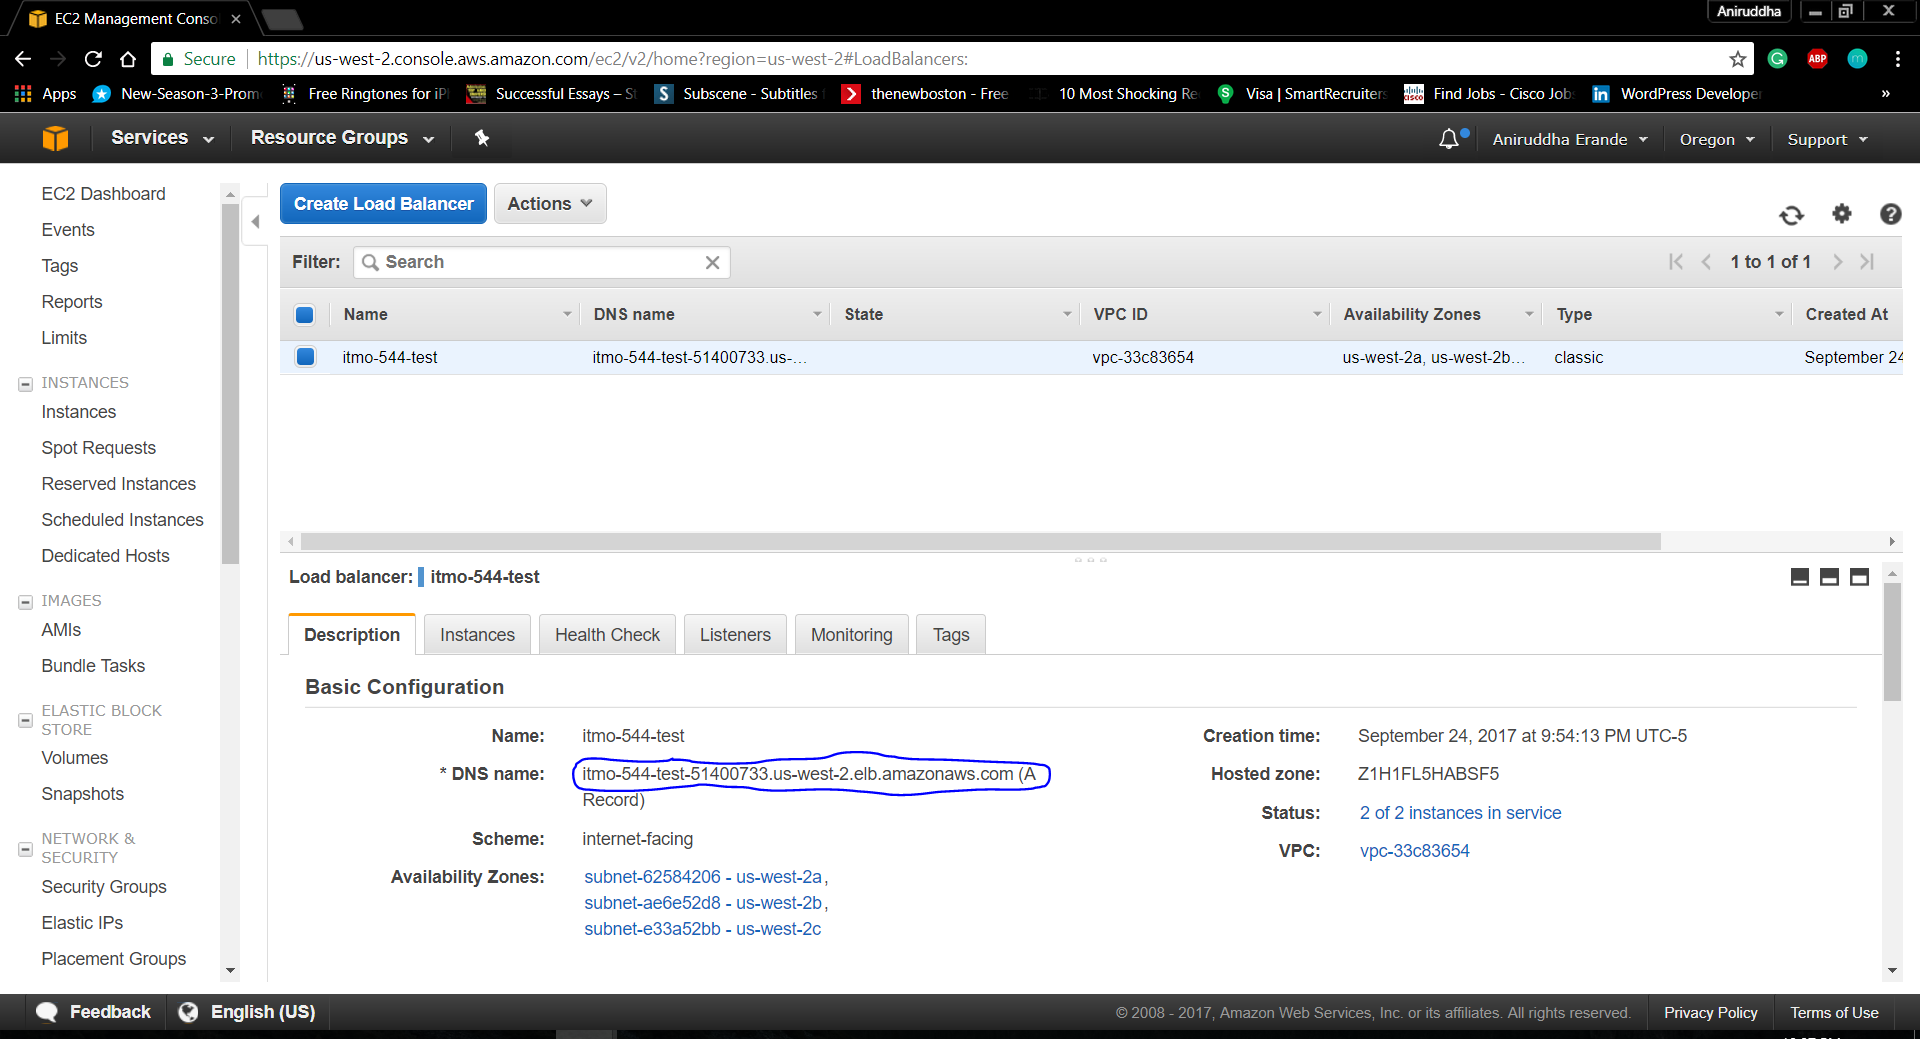 EC2 Management Conso
Aniruddha
Secure
https://us-west-2.console.aws.amazon.com/ec2/v2/home?region=us-west-2#LoadBalancers:
ABP
m
Apps
New-Season-3-Prom
Free Ringtones for iP
Successful Essays – S
S
Subscene - Subtitles
thenewboston - Free
10 Most Shocking Re
S
Visa | SmartRecruiters
cisco
Find Jobs - Cisco Jobs
in
WordPress Developer
»
Services
Resource Groups
Aniruddha Erande
Oregon
Support
EC2 Dashboard
Events
Tags
Reports
Limits
INSTANCES
Instances
Spot Requests
Reserved Instances
Scheduled Instances
Dedicated Hosts
IMAGES
AMIs
Bundle Tasks
ELASTIC BLOCK
STORE
Volumes
Snapshots
NETWORK &
SECURITY
Security Groups
Elastic IPs
Placement Groups
Create Load Balancer
Actions
Filter:
Search
1 to 1 of 1
Name
DNS name
State
VPC ID
Availability Zones
Type
Created At
itmo-544-test
itmo-544-test-51400733.us-...
vpc-33c83654
us-west-2a, us-west-2b...
classic
September 24
Load balancer:
itmo-544-test
Description
Instances
Health Check
Listeners
Monitoring
Tags
Basic Configuration
Name:
itmo-544-test
* DNS name:
itmo-544-test-51400733.us-west-2.elb.amazonaws.com (A
Record)
Scheme:
internet-facing
Availability Zones:
subnet-62584206 - us-west-2a,
subnet-ae6e52d8 - us-west-2b,
subnet-e33a52bb - us-west-2c
Creation time:
September 24, 2017 at 9:54:13 PM UTC-5
Hosted zone:
Z1H1FL5HABSF5
Status:
2 of 2 instances in service
VPC:
vpc-33c83654
Feedback
English (US)
© 2008 - 2017, Amazon Web Services, Inc. or its affiliates. All rights reserved.
Privacy Policy
Terms of Use